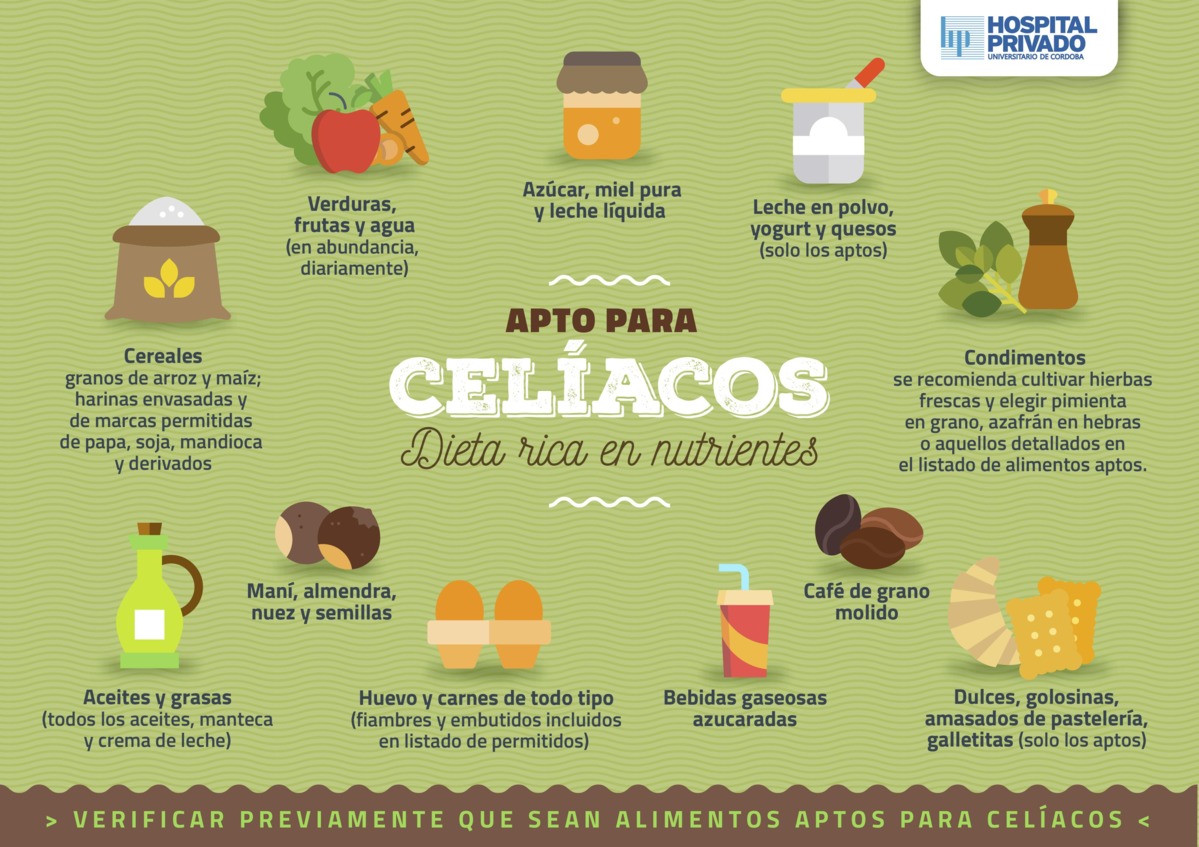 HOSPITAL
PRIVADO
UNIVERSITARIO DE CORDOBA
Verduras,
frutas y agua
(en abundancia,
diariamente)
Azúcar, miel pura
y leche líquida
Leche en polvo,
yogurt y quesos
(solo los aptos)
APTO PARA
CELÍACOS
Dieta rica en nutrientes
Cereales
granos de arroz y maíz;
harinas envasadas y
de marcas permitidas
de papa, soja, mandioca
y derivados
Condimentos
se recomienda cultivar hierbas
frescas y elegir pimienta
en grano, azafrán en hebras
o aquellos detallados en
el listado de alimentos aptos.
Maní, almendra,
nuez y semillas
Café de grano
molido
Aceites y grasas
(todos los aceites, manteca
y crema de leche)
Huevo y carnes de todo tipo
(fiambres y embutidos incluidos
en listado de permitidos)
Bebidas gaseosas
azucaradas
Dulces, golosinas,
amasados de pastelería,
galletitas (solo los aptos)
> VERIFICAR PREVIAMENTE QUE SEAN ALIMENTOS APTOS PARA CELÍACOS <